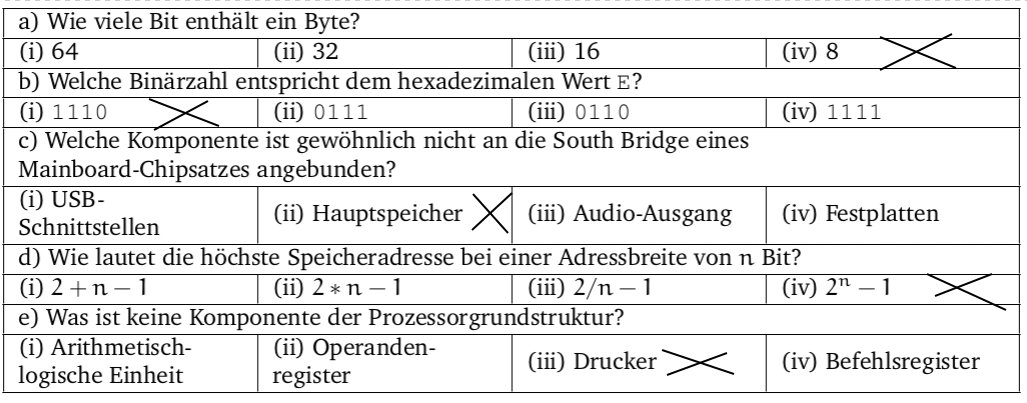 a) Wie viele Bit enthält ein Byte?
(i) 64 (ii) 32 (iii) 16 (iv) 8
b) Welche Binärzahl entspricht dem hexadezimalen Wert E?
(i) 1110 (ii) 0111 (iii) 0110 (iv) 1111
c) Welche Komponente ist gewöhnlich nicht an die South Bridge eines
Mainboard-Chipsatzes angebunden?
(i) USB-
Schnittstellen
(ii) Hauptspeicher
(iii) Audio-Ausgang
(iv) Festplatten
d) Wie lautet die höchste Speicheradresse bei einer Adressbreite von n Bit?
(i) 2 + n − 1 (ii) 2 ∗ n − 1 (iii) 2/n − 1 (iv) 2ⁿ − 1
e) Was ist keine Komponente der Prozessorgrundstruktur?
(i) Arithmetisch-
logische Einheit
(ii) Operanden-
register
(iii) Drucker
(iv) Befehlsregister